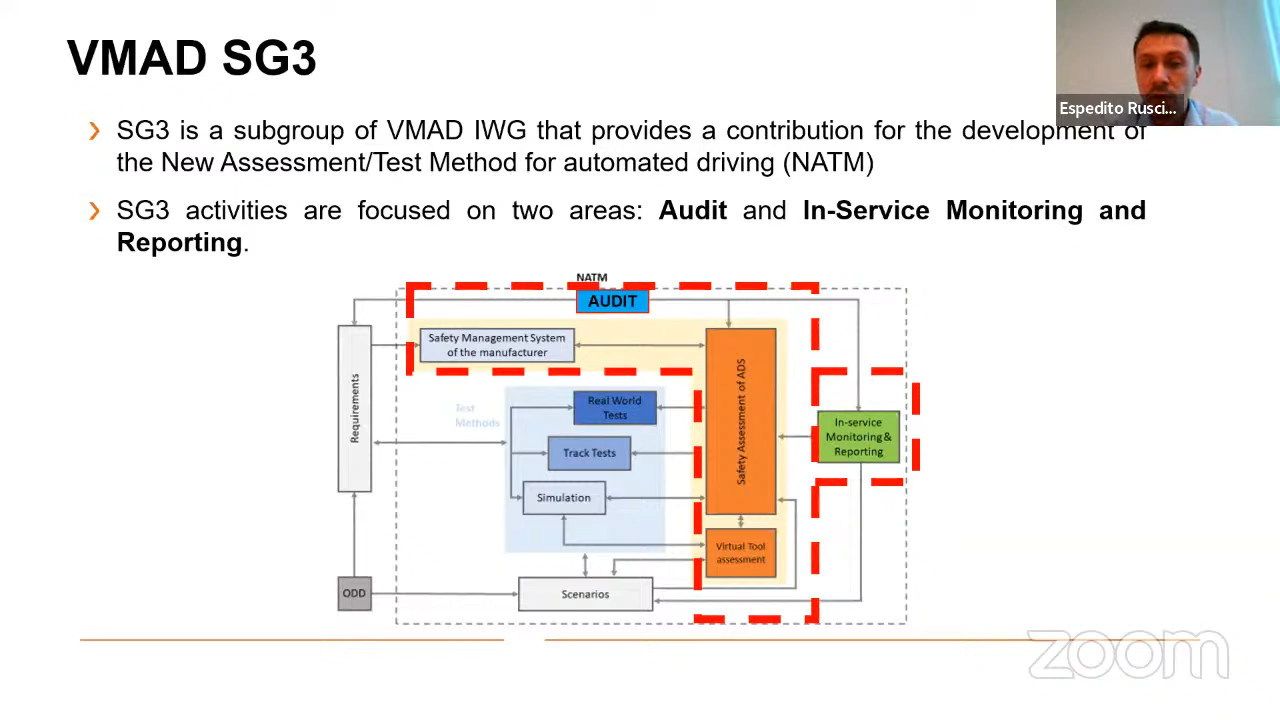 VMAD SG3
Espedito Rusci...
› SG3 is a subgroup of VMAD IWG that provides a contribution for the development of
the New Assessment/Test Method for automated driving (NATM)
› SG3 activities are focused on two areas: Audit and In-Service Monitoring and
Reporting.
NATM
AUDIT
Safety Management System
of the manufacturer
Requirements
Test
Methods
Real World
Tests
Track Tests
Simulation
Safety Assessment of ADS
In-service
Monitoring &
Reporting
Virtual Tool
assessment
ODD
Scenarios
zoom